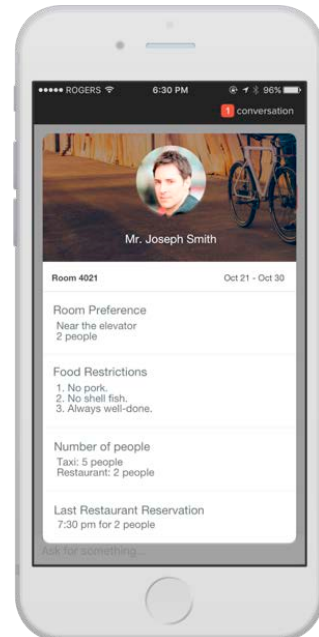 ROGERS 6:30 PM 96%
1 conversation
Mr. Joseph Smith
Room 4021 Oct 21 - Oct 30
Room Preference
Near the elevator
2 people
Food Restrictions
1. No pork.
2. No shell fish.
3. Always well-done.
Number of people
Taxi: 5 people
Restaurant: 2 people
Last Restaurant Reservation
7:30 pm for 2 people
Ask for something...